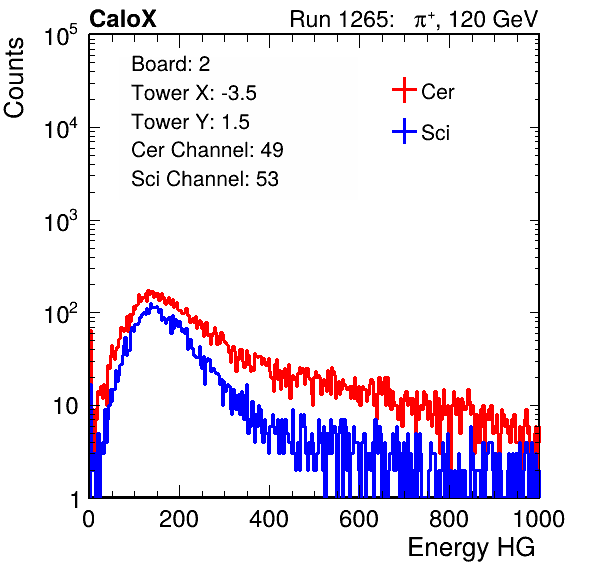 CaloX Run 1265: π⁺, 120 GeV
Counts
10⁵
10⁴
10³
10²
10
1
Board: 2
Tower X: -3.5
Tower Y: 1.5
Cer Channel: 49
Sci Channel: 53
Cer
Sci
0 200 400 600 800 1000
Energy HG